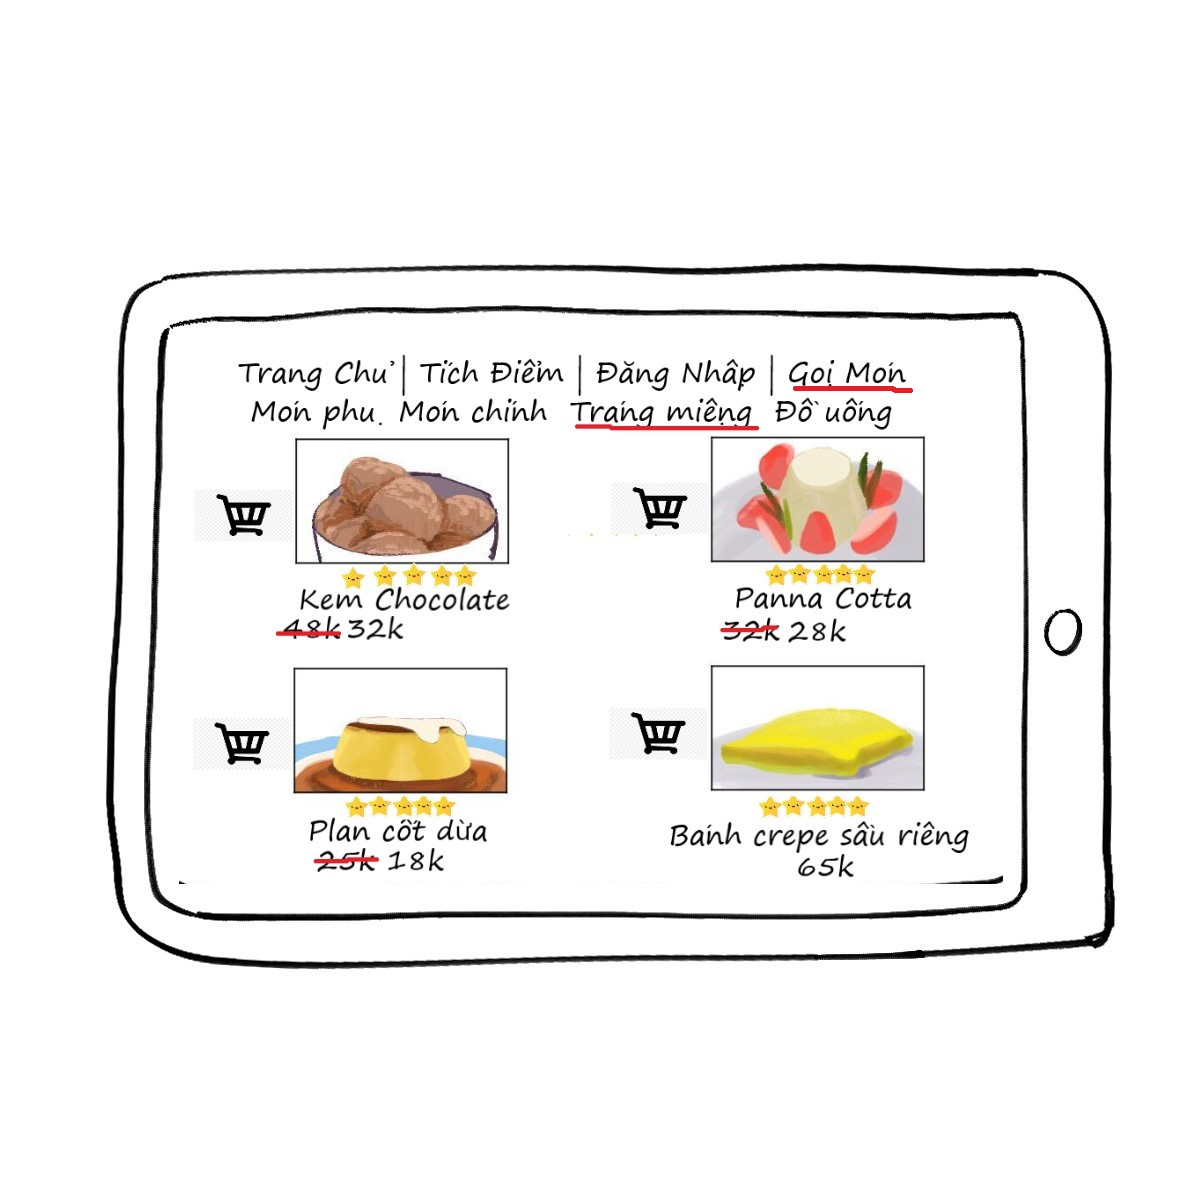 Trang Chủ | Tích Điểm | Đăng Nhập | Gọi Món
Món phụ Món chính Tráng miệng Đồ uống
Kem Chocolate
48k 32k
Panna Cotta
32k 28k
Plan cốt dừa
25k 18k
Bánh crepe sầu riêng
65k